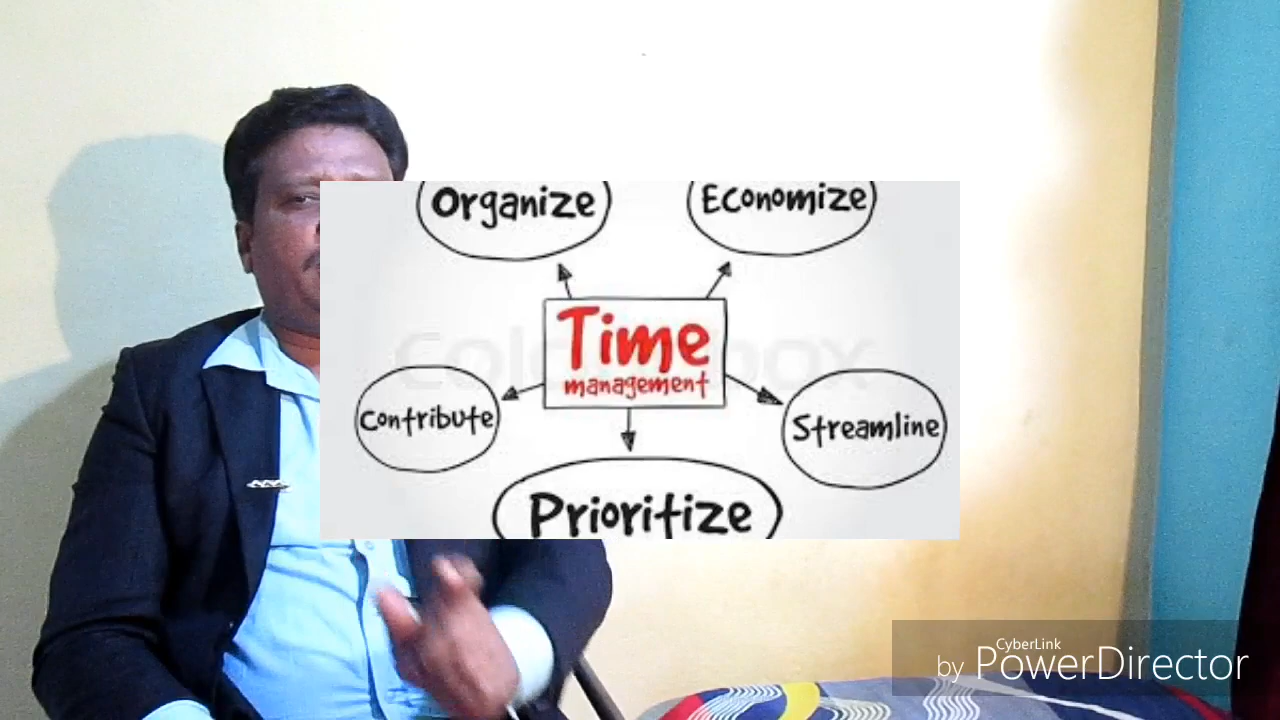 Organize
Economize
Time
management
Contribute
Streamline
Prioritize
CyberLink
by PowerDirector